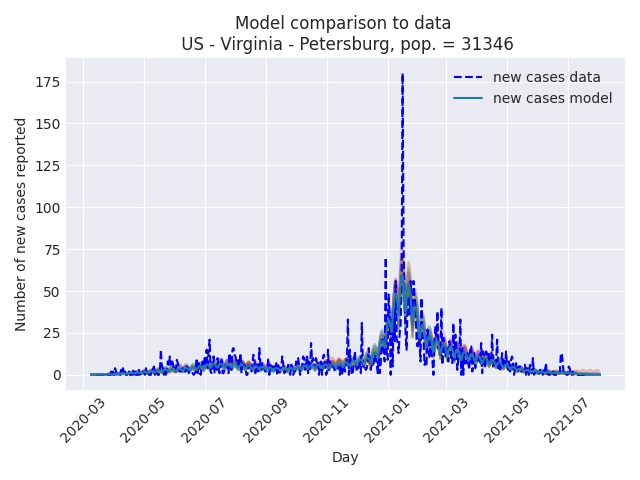 Model comparison to data
US - Virginia - Petersburg, pop. = 31346
new cases data
new cases model
Number of new cases reported
175
150
125
100
75
50
25
0
2020-03
2020-05
2020-07
2020-09
2020-11
2021-01
2021-03
2021-05
2021-07
Day